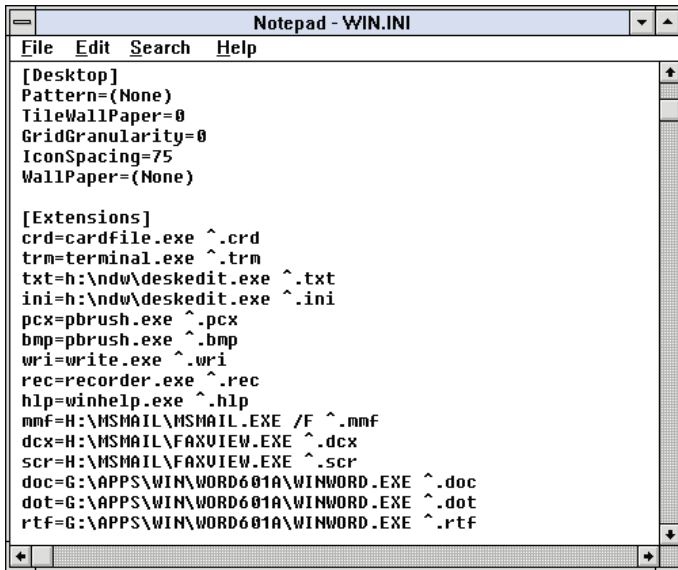 Notepad - WIN.INI
File Edit Search Help
[Desktop]
Pattern=(None)
TileWallPaper=0
GridGranularity=0
IconSpacing=75
WallPaper=(None)
[Extensions]
crd=cardfile.exe ^.crd
trm=terminal.exe ^.trm
txt=h:\ndw\deskedit.exe ^.txt
ini=h:\ndw\deskedit.exe ^.ini
pcx=pbrush.exe ^.pcx
bmp=pbrush.exe ^.bmp
wri=write.exe ^.wri
rec=recorder.exe ^.rec
hlp=winhelp.exe ^.hlp
mmf=H:\MSMAIL\MSMAIL.EXE /F ^.mmf
dcx=H:\MSMAIL\FAXVIEW.EXE ^.dcx
scr=H:\MSMAIL\FAXVIEW.EXE ^.scr
doc=G:\APPS\WIN\WORD601A\WINWORD.EXE ^.doc
dot=G:\APPS\WIN\WORD601A\WINWORD.EXE ^.dot
rtf=G:\APPS\WIN\WORD601A\WINWORD.EXE ^.rtf